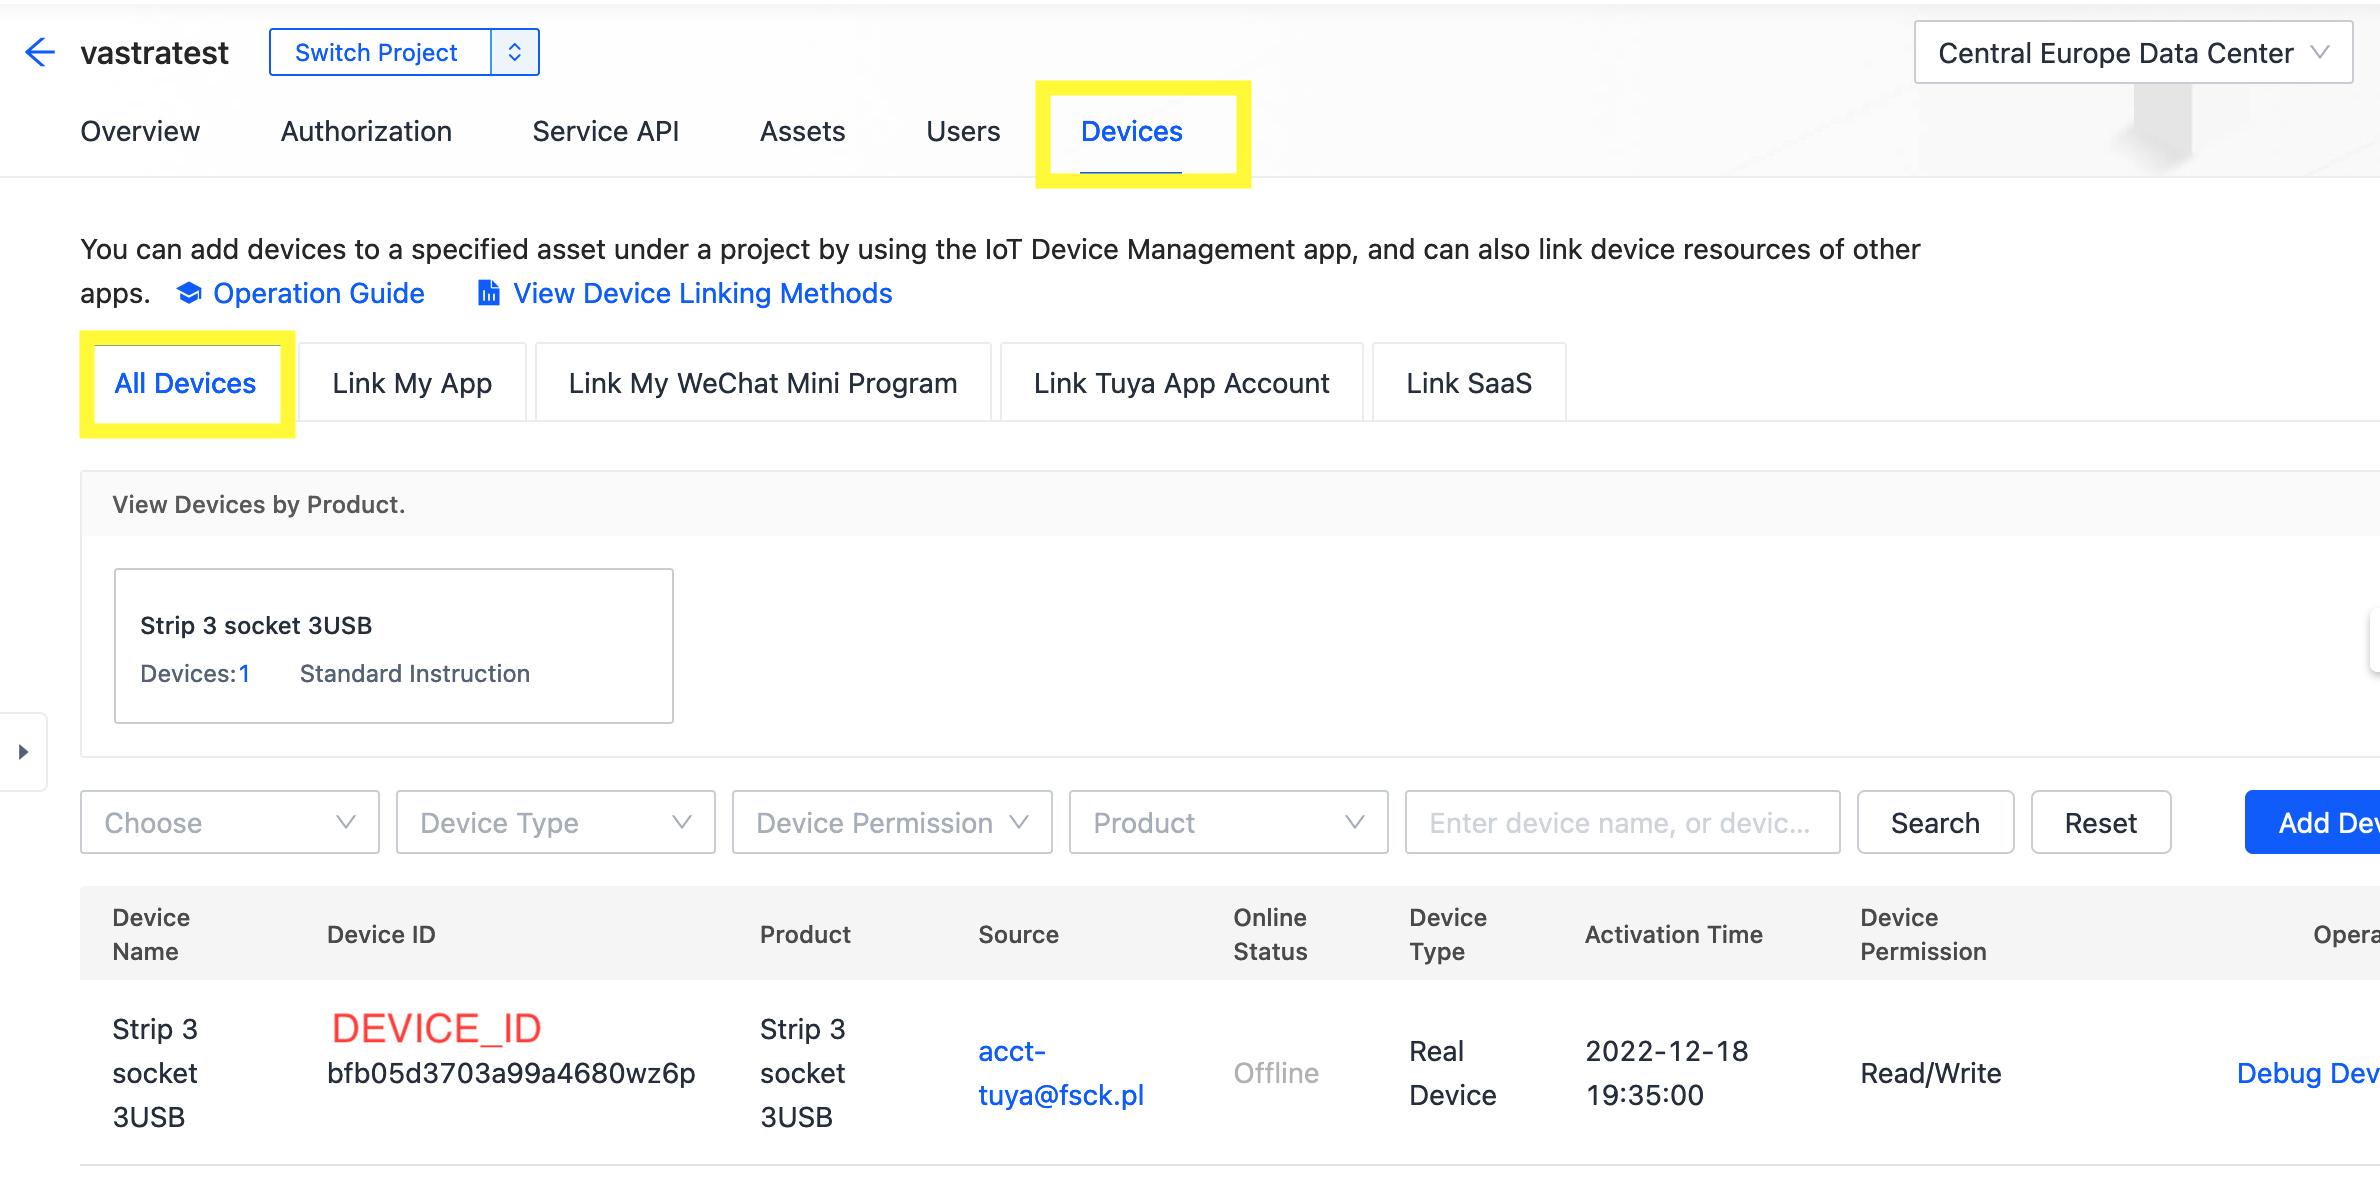 vastratest Switch Project Central Europe Data Center
Overview Authorization Service API Assets Users Devices
You can add devices to a specified asset under a project by using the IoT Device Management app, and can also link device resources of other
apps. Operation Guide View Device Linking Methods
All Devices Link My App Link My WeChat Mini Program Link Tuya App Account Link SaaS
View Devices by Product.
Strip 3 socket 3USB
Devices:1 Standard Instruction
Choose Device Type Device Permission Product Enter device name, or devic... Search Reset Add Dev
Device Name Device ID Product Source Online Status Device Type Activation Time Device Permission Opera
DEVICE_ID
Strip 3 socket 3USB bfb05d3703a99a4680wz6p Strip 3 socket 3USB acct-tuya@fsck.pl Offline Real Device 2022-12-18 19:35:00 Read/Write Debug Dev